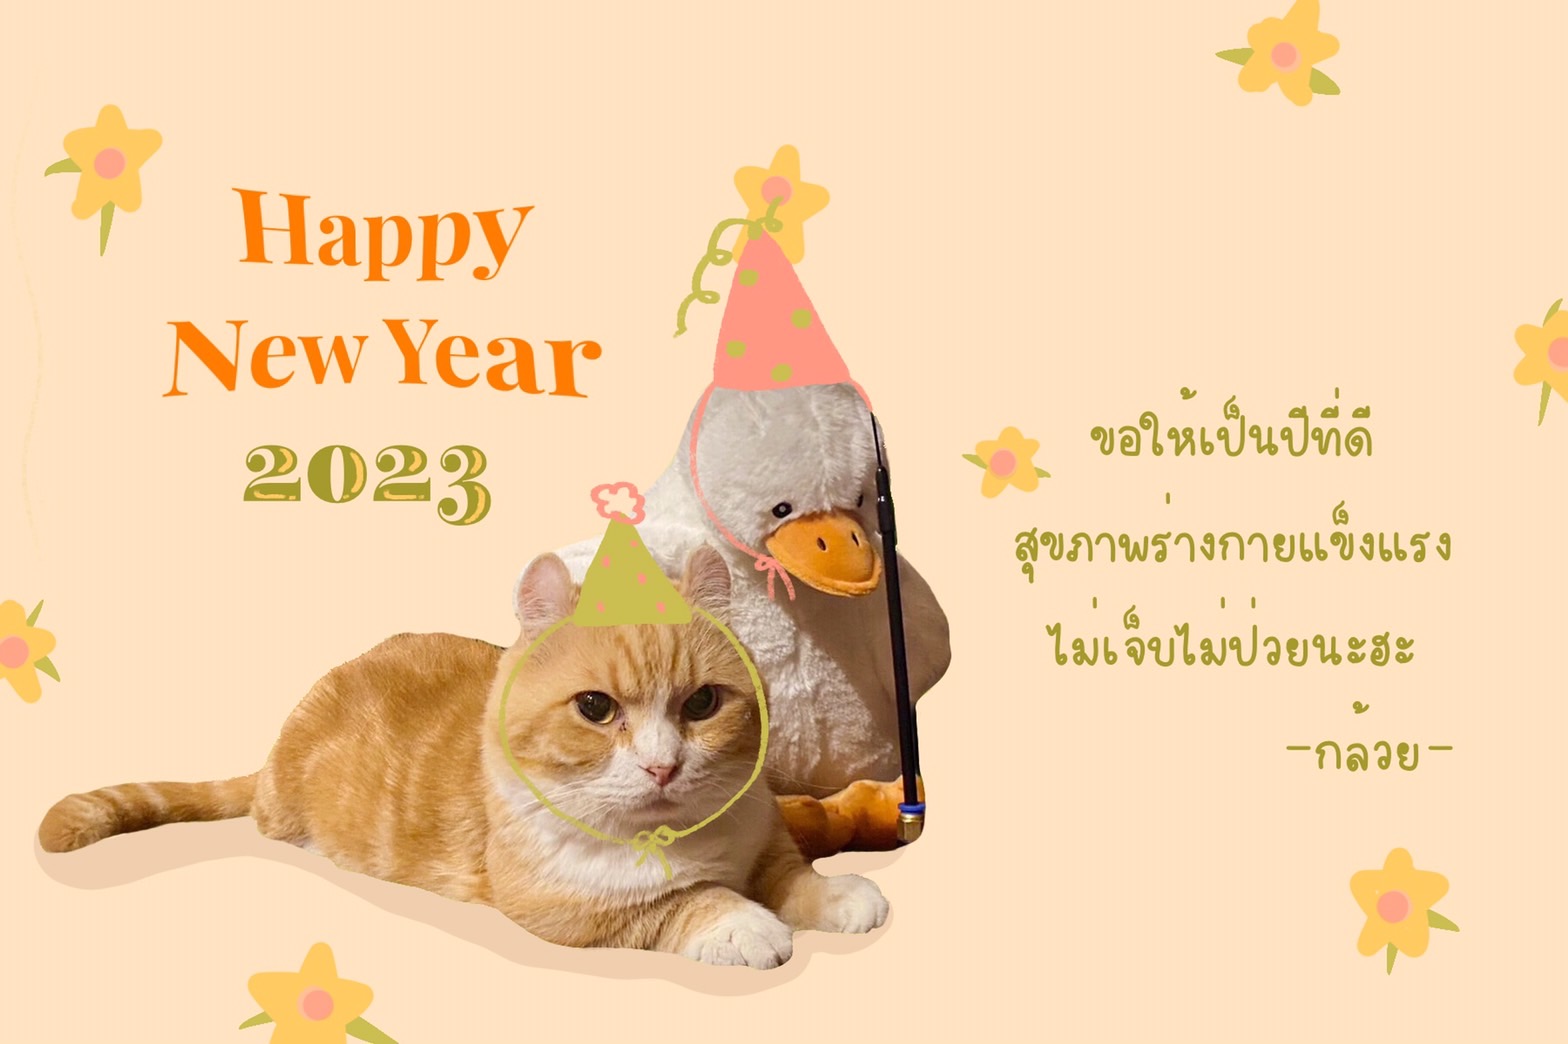 Happy
New Year
2023
ขอให้เป็นปีที่ดี
สุขภาพร่างกายแข็งแรง
ไม่เจ็บไม่ป่วยนะฮะ
-กล้วย-